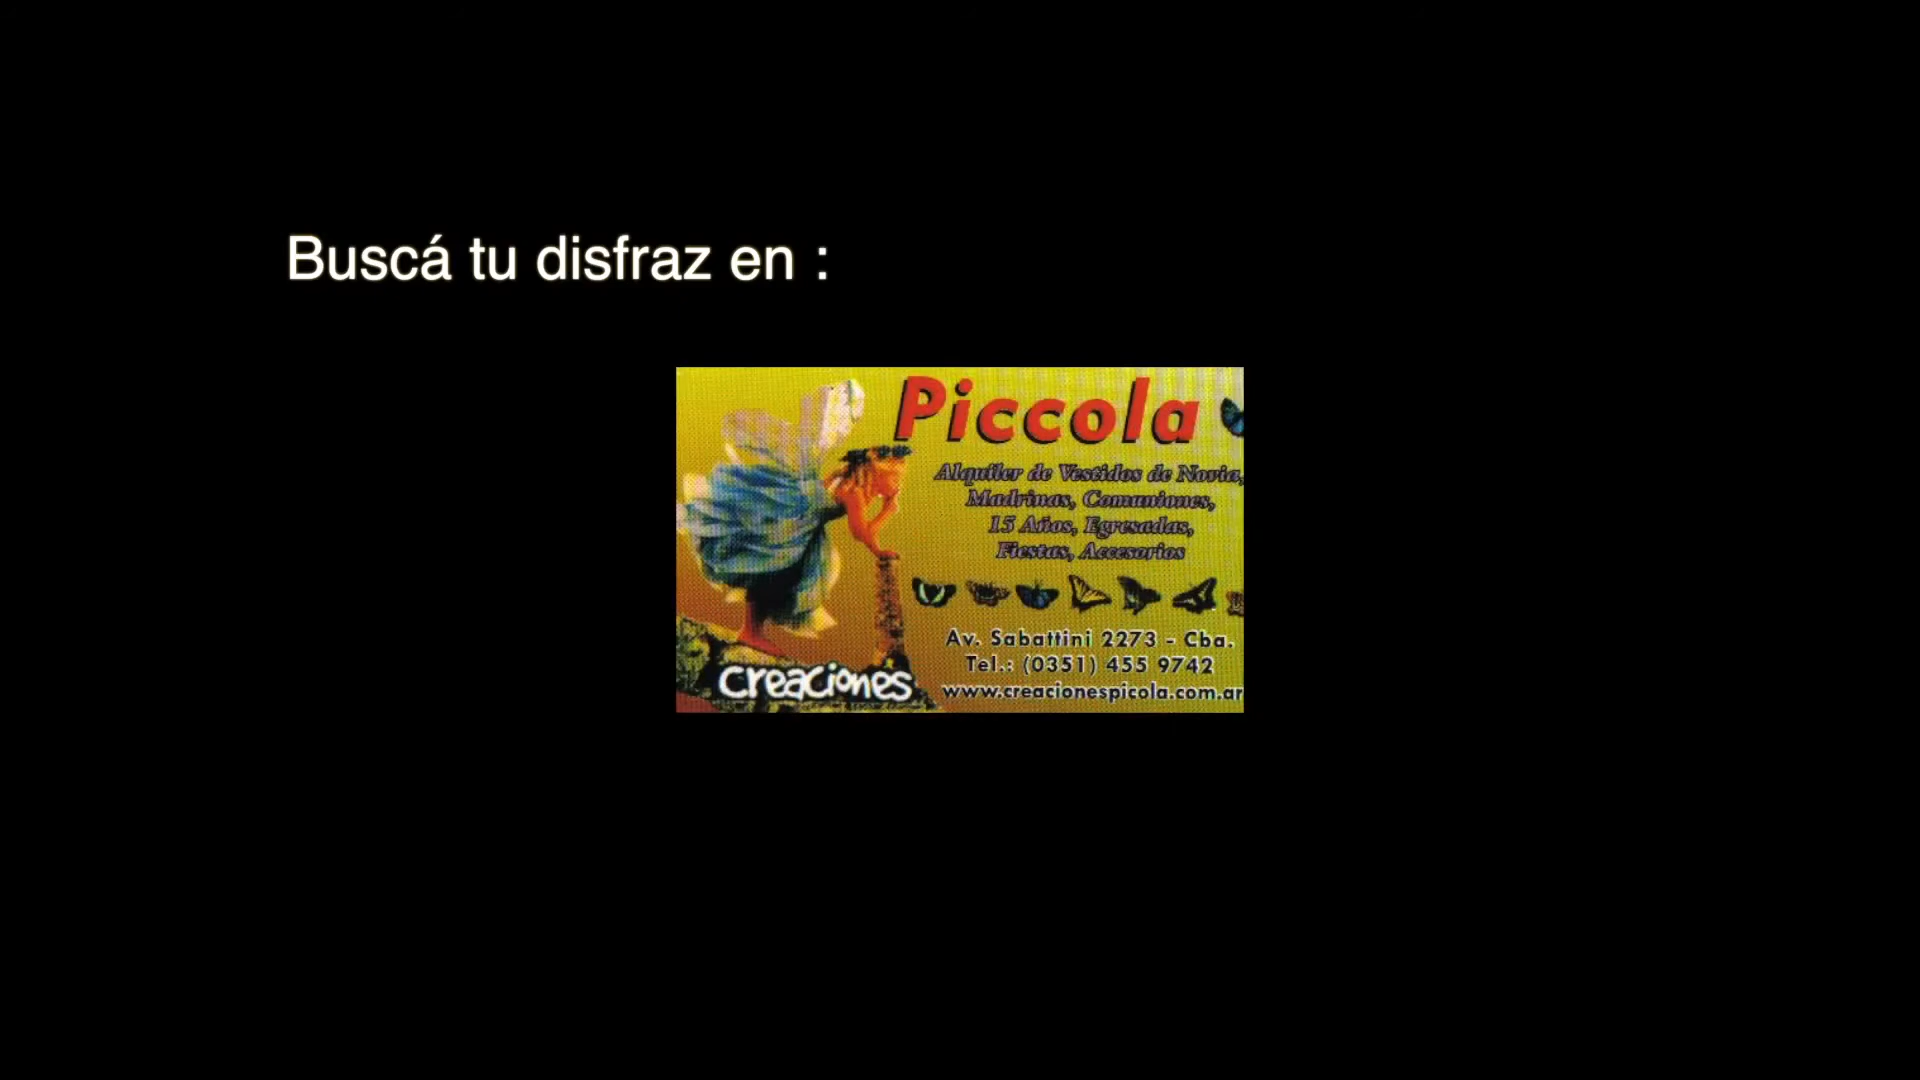 Buscá tu disfraz en :
Piccola
Alquiler de Vestidos de Novia,
Madrinas, Comuniones,
15 Años, Egresadas,
Fiestas, Accesorios
Av. Sabattini 2273 - Cba.
Tel.: (0351) 455 9742
www.creacionespicola.com.ar
creaciones